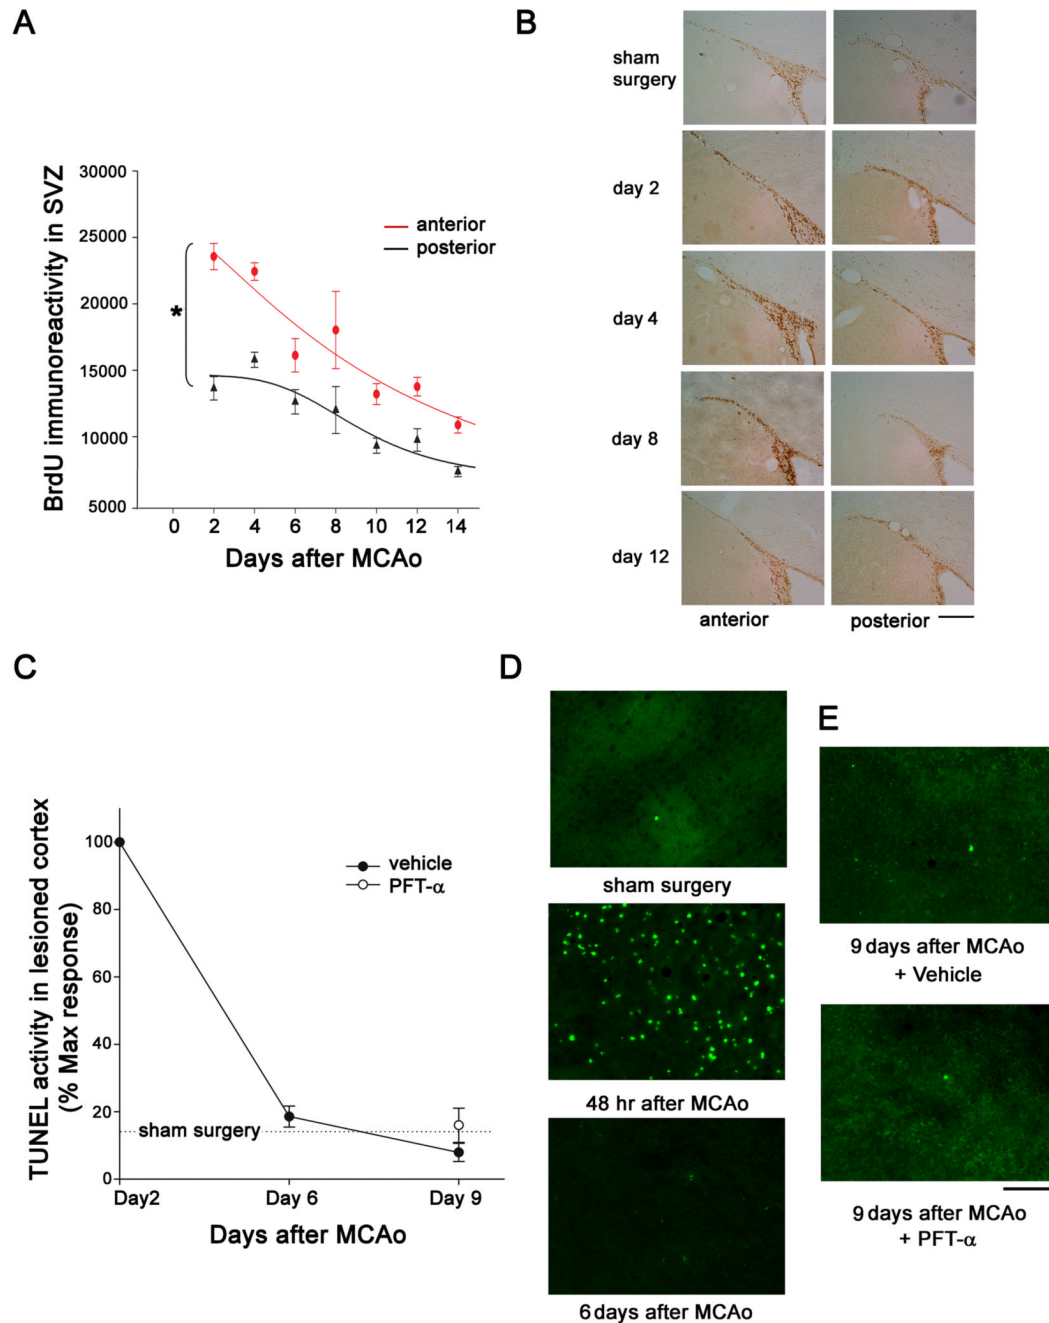 A
BrdU immunoreactivity in SVZ
30000
25000
20000
15000
10000
5000
*
anterior
posterior
0 2 4 6 8 10 12 14
Days after MCAo
B
sham
surgery
day 2
day 4
day 8
day 12
anterior posterior
C
TUNEL activity in lesioned cortex
(% Max response)
100
80
60
40
20
0
vehicle
PFT-α
sham surgery
Day2 Day 6 Day 9
Days after MCAo
D
sham surgery
48 hr after MCAo
6 days after MCAo
E
9 days after MCAo
+ Vehicle
9 days after MCAo
+ PFT-α